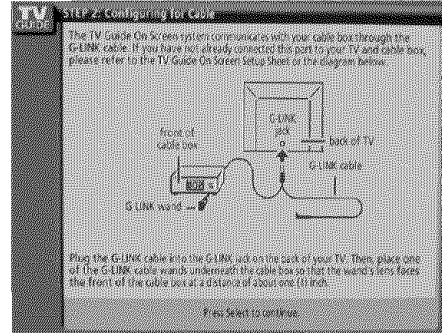 TV
GUIDE
STEP 2: Configuring for Cable
The TV Guide On Screen system communicates with your cable box through the
G-LINK cable. If you have not already connected this part to your TV and cable box,
please refer to the TV Guide On Screen Setup Sheet or the diagram below.
G-LINK
jack
front of
cable box
back of TV
G-LINK cable
G-LINK wand
Plug the G-LINK cable into the G-LINK jack on the back of your TV. Then, place one
of the G-LINK cable wands underneath the cable box so that the wand's lens faces
the front of the cable box at a distance of about one (1) inch.
Press Select to continue.